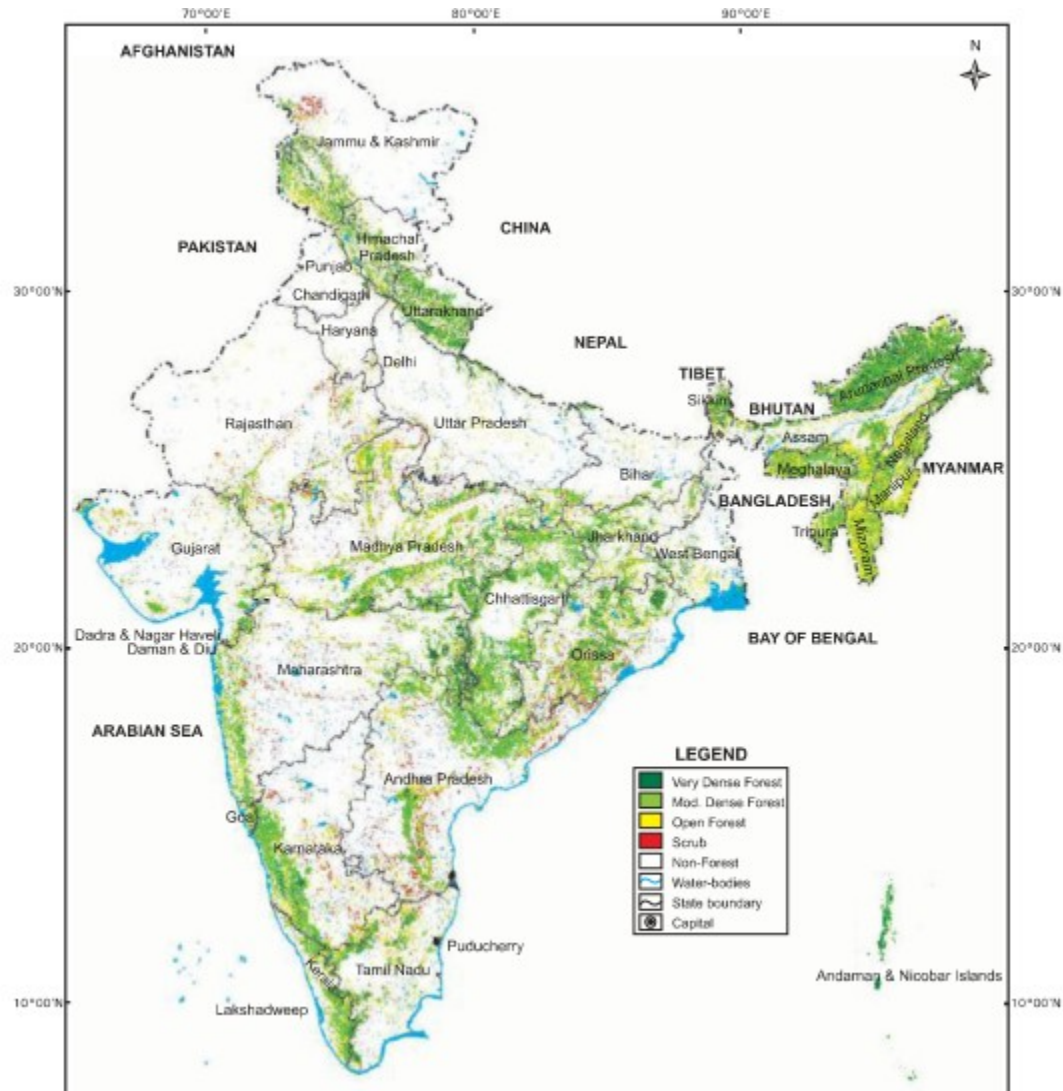 70°00'E
80°00'E
90°00'E
AFGHANISTAN
N
Jammu & Kashmir
CHINA
PAKISTAN
Himachal
Pradesh
Punjab
30°00'N
30°00'N
Chandigarh
Uttarakhand
Haryana
NEPAL
Delhi
TIBET
Arunachal Pradesh
Sikkim
BHUTAN
Rajasthan
Uttar Pradesh
Assam
Nagaland
Bihar
Meghalaya
MYANMAR
Manipur
BANGLADESH
Tripura
Mizoram
Gujarat
Madhya Pradesh
Jharkhand
West Bengal
Chhattisgarh
Dadra & Nagar Haveli
Daman & Diu
BAY OF BENGAL
20°00'N
20°00'N
Maharashtra
Orissa
ARABIAN SEA
LEGEND
Very Dense Forest
Mod. Dense Forest
Open Forest
Scrub
Non-Forest
Water-bodies
State boundary
Capital
Andhra Pradesh
Goa
Karnataka
Puducherry
Kerala
Tamil Nadu
Andaman & Nicobar Islands
Lakshadweep
10°00'N
10°00'N